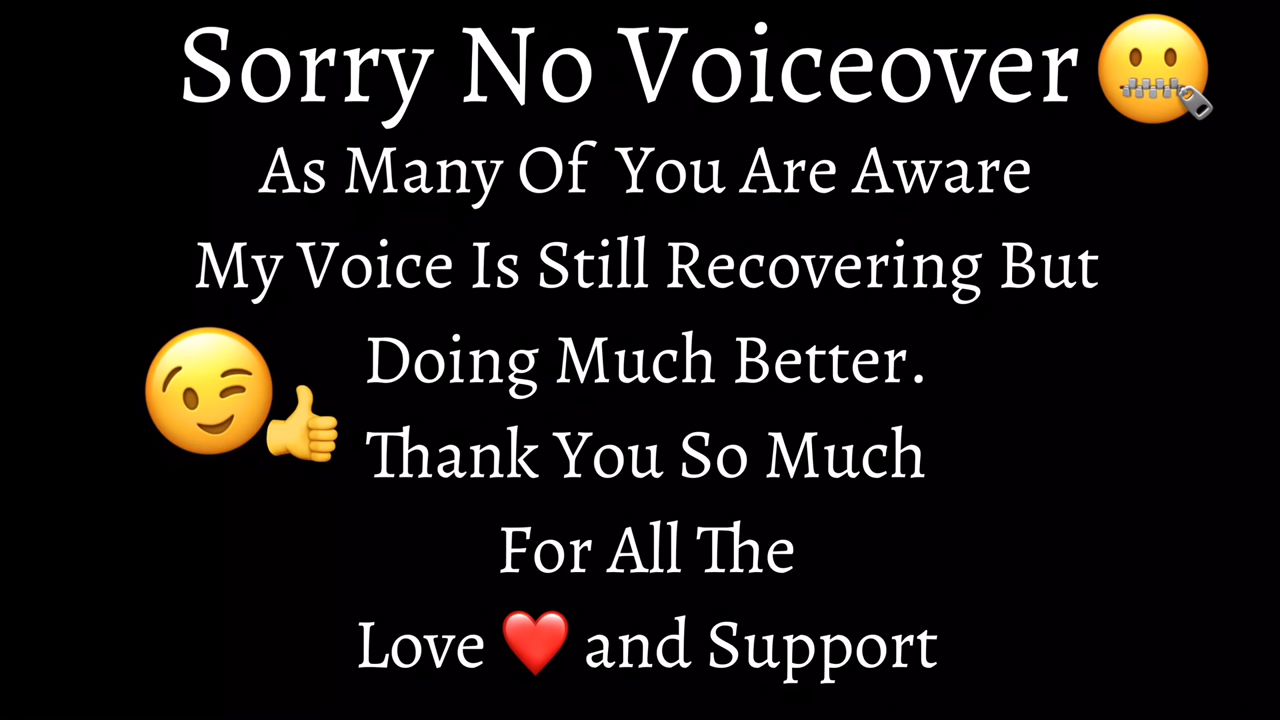 Sorry No Voiceover🤐
As Many Of You Are Aware
My Voice Is Still Recovering But
Doing Much Better.
😉👍
Thank You So Much
For All The
Love ❤️ and Support